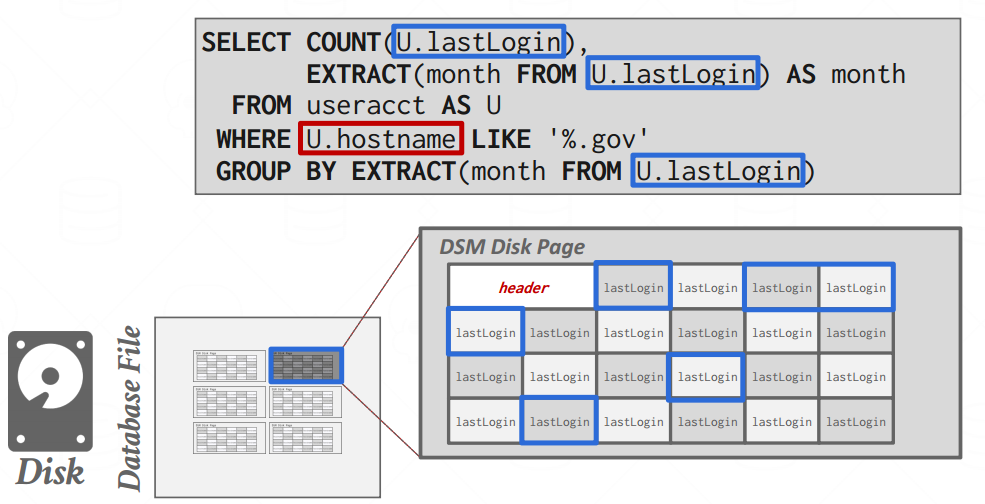 SELECT COUNT(U.lastLogin),
EXTRACT(month FROM U.lastLogin) AS month
FROM useracct AS U
WHERE U.hostname LIKE '%.gov'
GROUP BY EXTRACT(month FROM U.lastLogin)
DSM Disk Page
header lastLogin lastLogin lastLogin lastLogin
lastLogin lastLogin lastLogin lastLogin lastLogin lastLogin
lastLogin lastLogin lastLogin lastLogin lastLogin lastLogin
lastLogin lastLogin lastLogin lastLogin lastLogin lastLogin
Database File
Disk